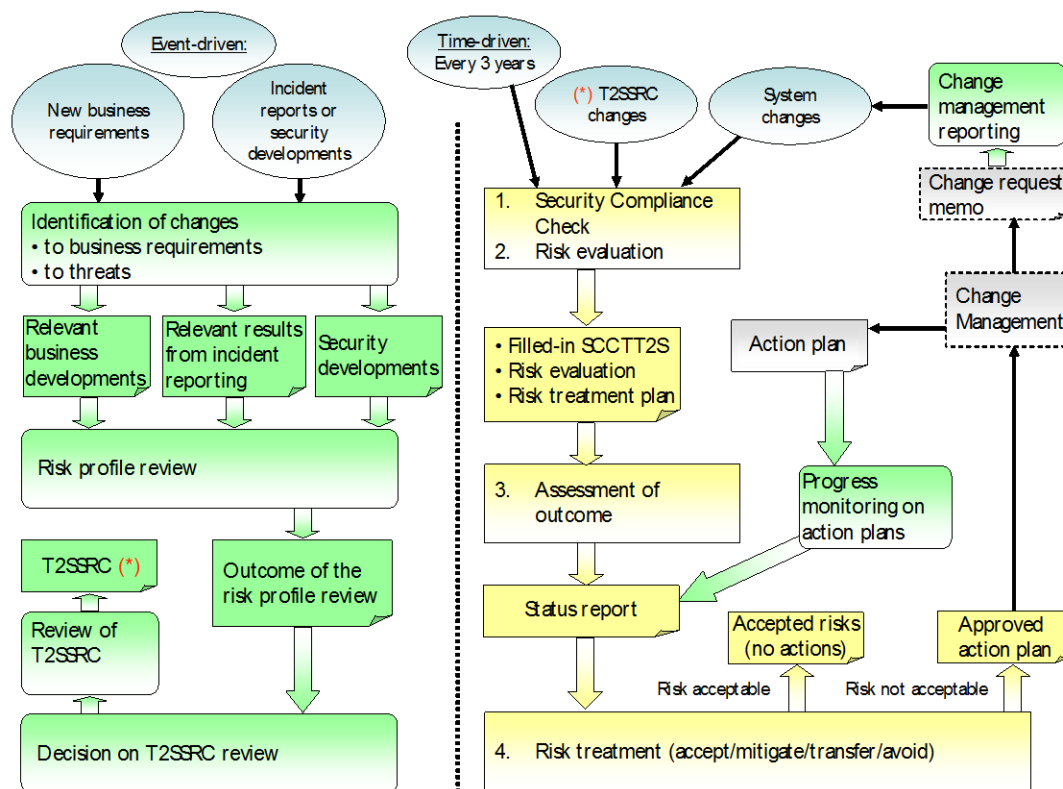 Event-driven:
New business
requirements
Incident
reports or
security
developments
Identification of changes
• to business requirements
• to threats
Relevant
business
developments
Relevant results
from incident
reporting
Security
developments
Risk profile review
T2SSRC (*)
Outcome of the
risk profile review
Review of
T2SSRC
Decision on T2SSRC review
Time-driven:
Every 3 years
(*) T2SSRC
changes
System
changes
Change
management
reporting
Change request
memo
1. Security Compliance
Check
2. Risk evaluation
Change
Management
Action plan
• Filled-in SCCTT2S
• Risk evaluation
• Risk treatment plan
3. Assessment of
outcome
Progress
monitoring on
action plans
Status report
Accepted risks
(no actions)
Approved
action plan
Risk acceptable
Risk not acceptable
4. Risk treatment (accept/mitigate/transfer/avoid)